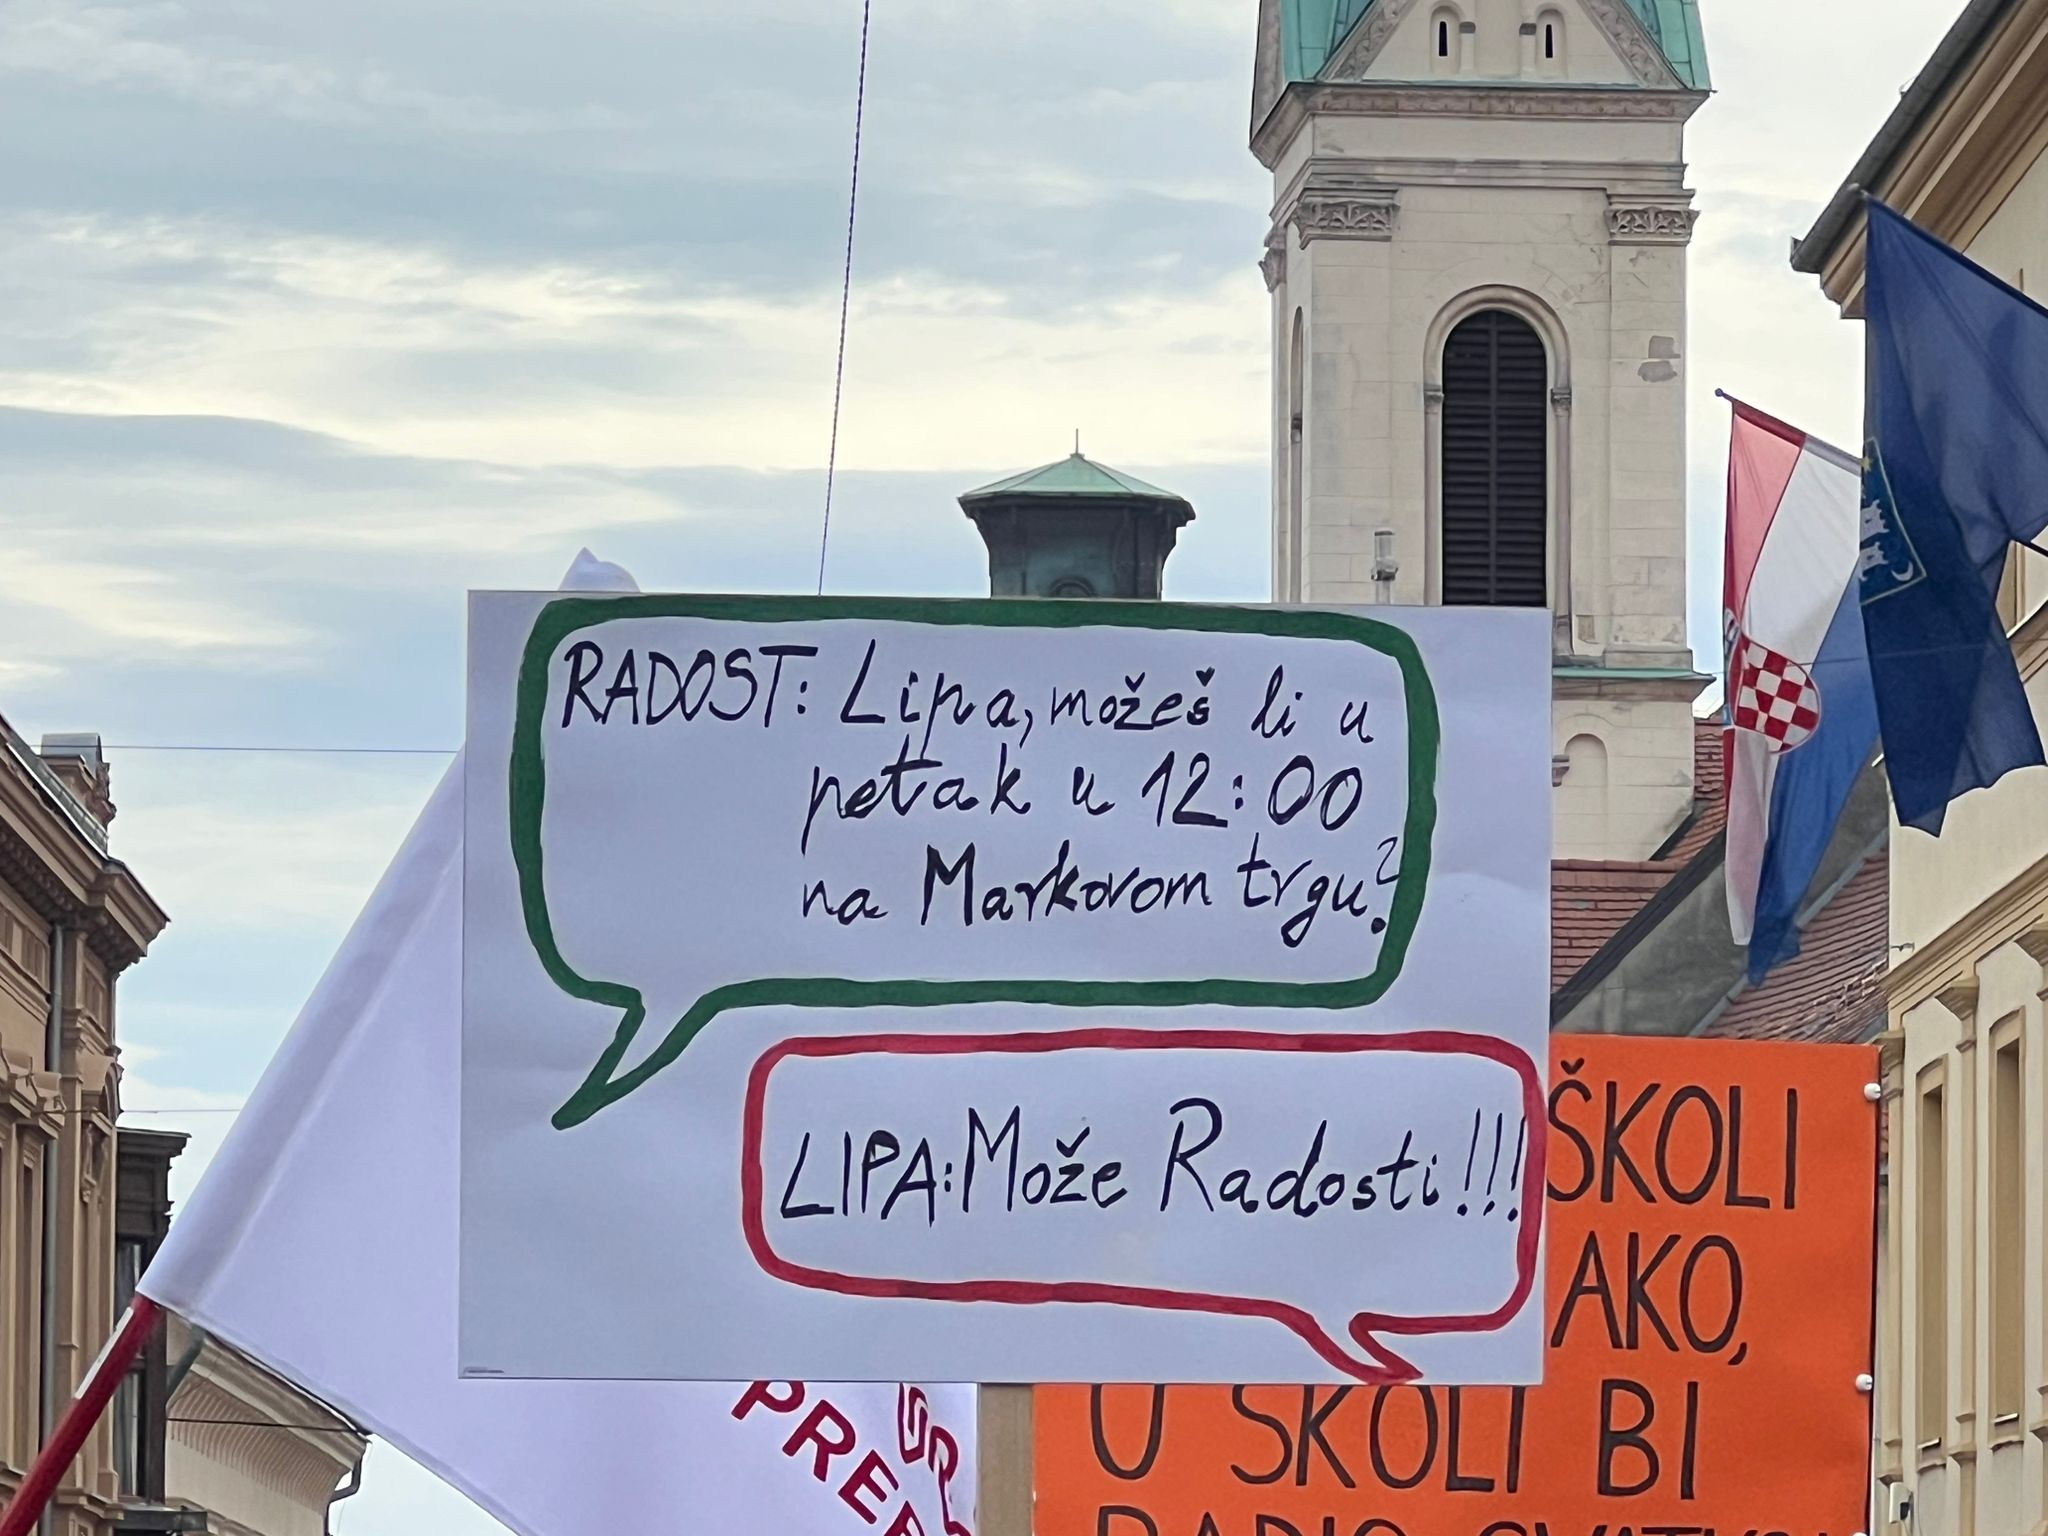 RADOST: Lipa, možeš li u
petak u 12:00
na Markovom trgu?
LIPA: Može Radosti!!!
ŠKOLI
AKO,
U ŠKOLI BI
PRE